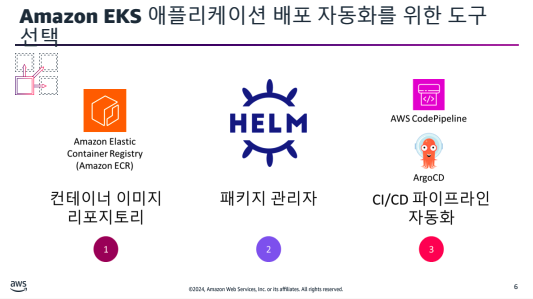 Amazon EKS 애플리케이션 배포 자동화를 위한 도구
선택
Amazon Elastic
Container Registry
(Amazon ECR)
컨테이너 이미지
리포지토리
1
HELM
패키지 관리자
2
AWS CodePipeline
ArgoCD
CI/CD 파이프라인
자동화
3
aws
©2024, Amazon Web Services, Inc. or its affiliates. All rights reserved.
6